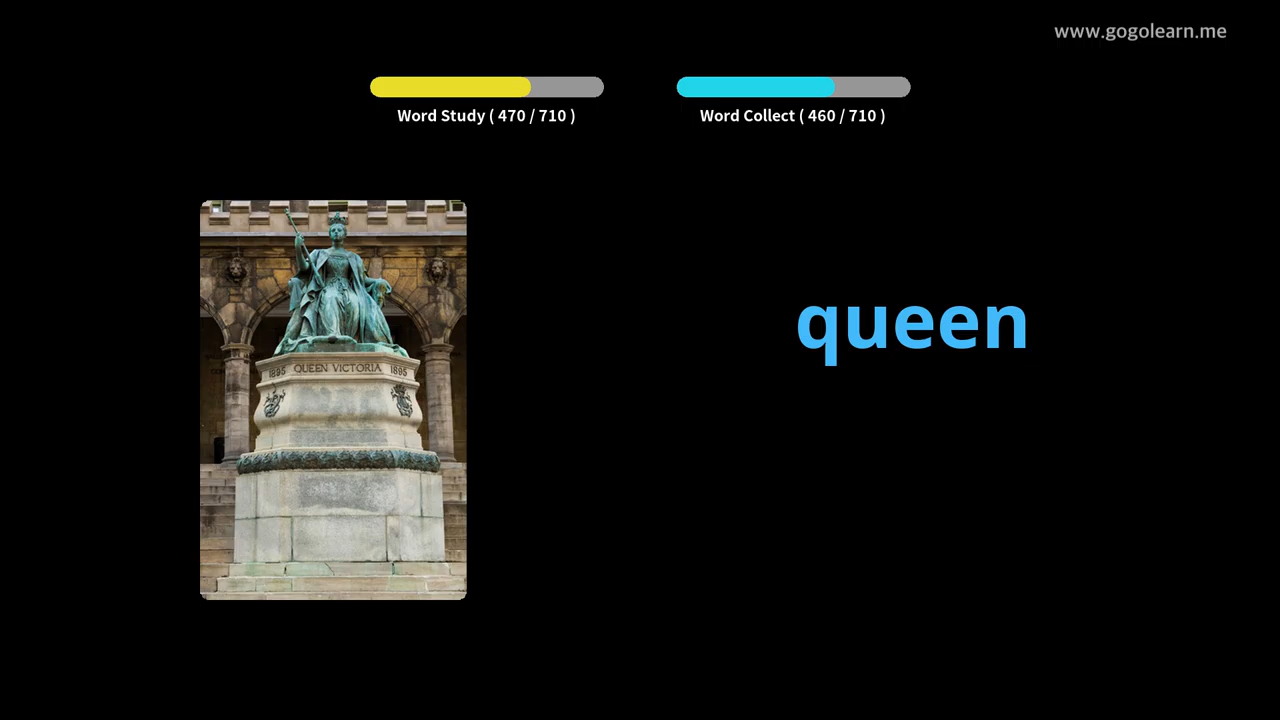 www.gogolearn.me
Word Study ( 470 / 710 )
Word Collect ( 460 / 710 )
1895 QUEEN VICTORIA 1895
queen